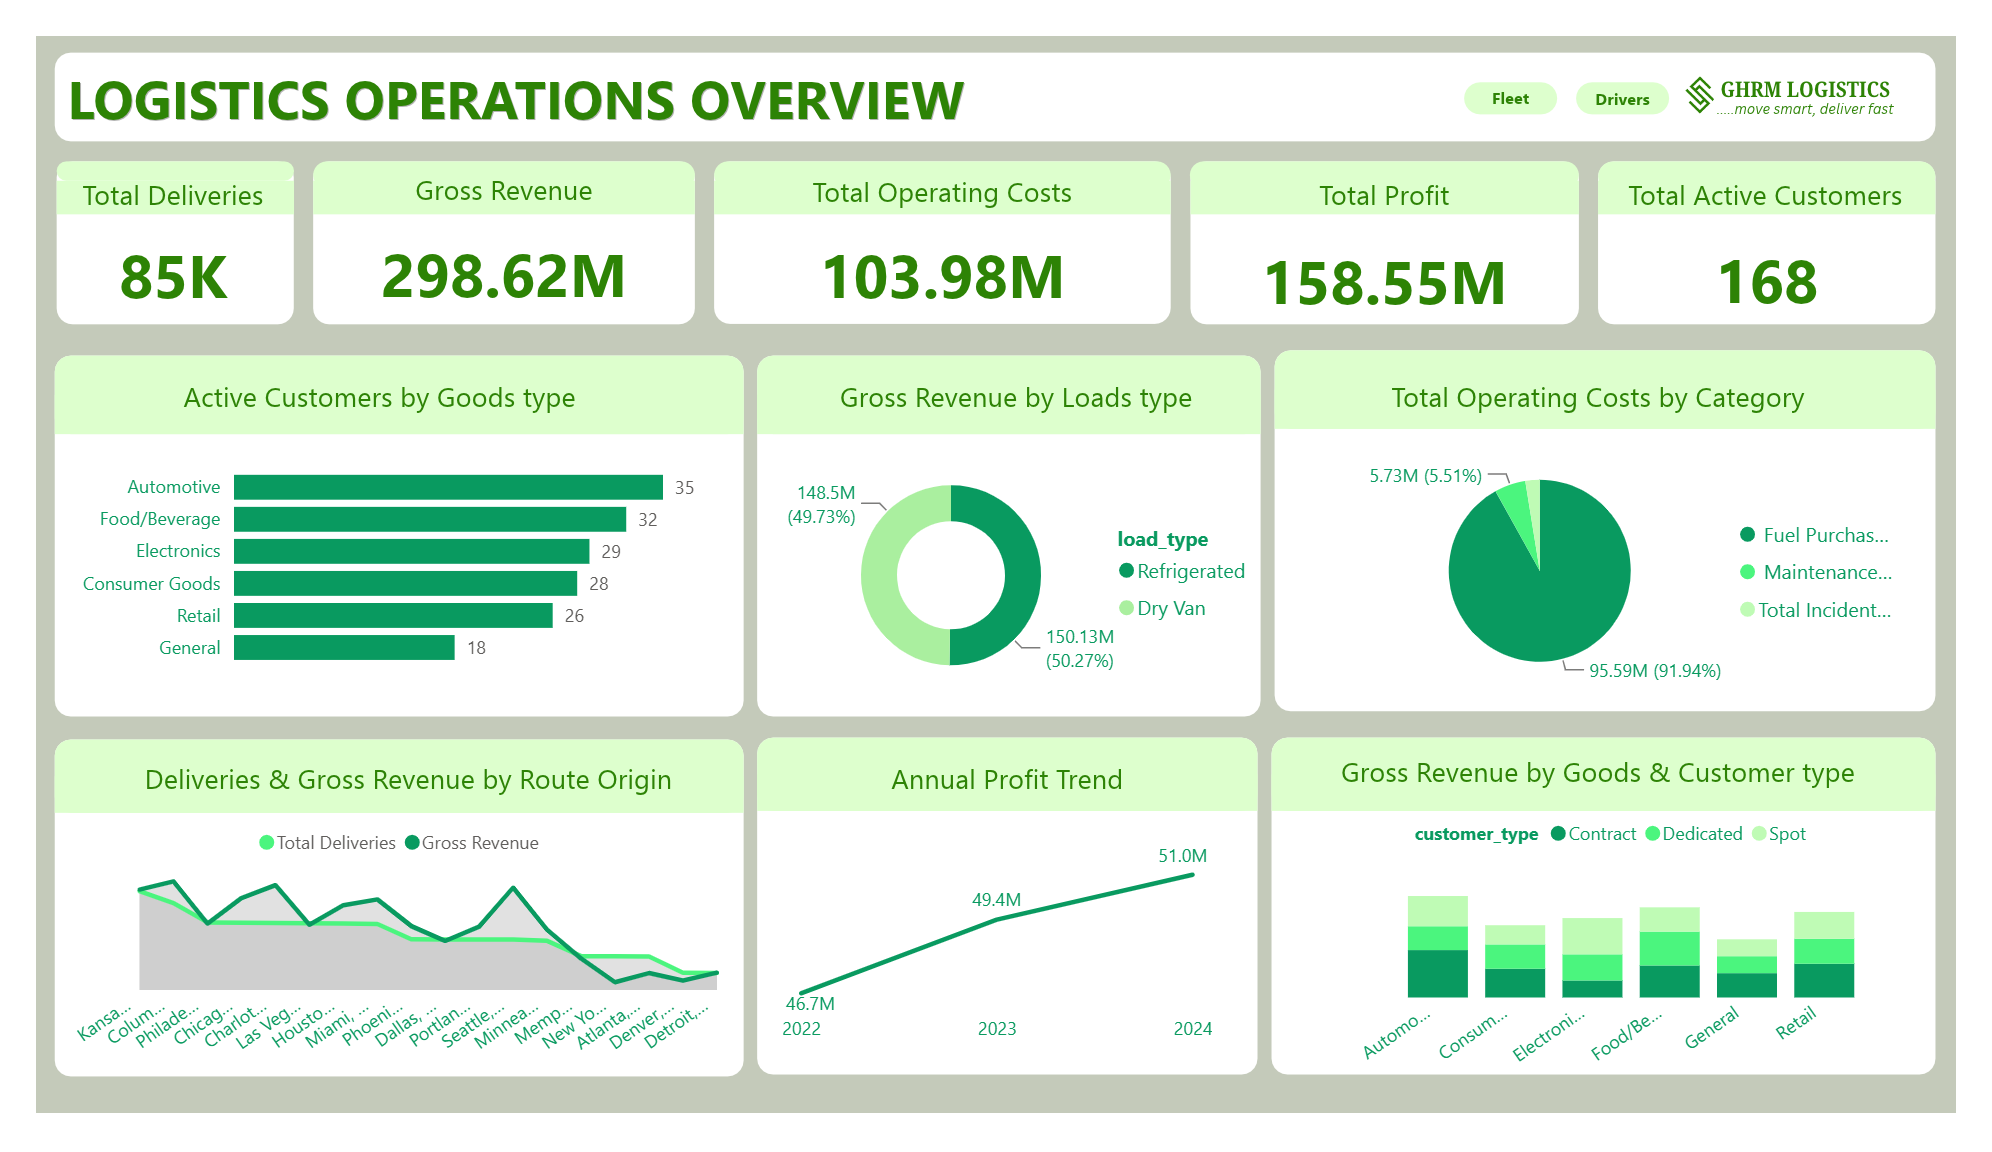 LOGISTICS OPERATIONS OVERVIEW
Fleet
Drivers
GHRM LOGISTICS
.....move smart, deliver fast
Total Deliveries
85K
Gross Revenue
298.62M
Total Operating Costs
103.98M
Total Profit
158.55M
Total Active Customers
168
Active Customers by Goods type
Automotive 35
Food/Beverage 32
Electronics 29
Consumer Goods 28
Retail 26
General 18
Gross Revenue by Loads type
148.5M
(49.73%)
150.13M
(50.27%)
load_type
Refrigerated
Dry Van
Total Operating Costs by Category
5.73M (5.51%)
95.59M (91.94%)
Fuel Purchas...
Maintenance...
Total Incident...
Deliveries & Gross Revenue by Route Origin
Total Deliveries Gross Revenue
Kansa...
Colum...
Philade...
Chicag...
Charlot...
Las Veg...
Housto...
Miami, ...
Phoeni...
Dallas, ...
Portlan...
Seattle,...
Minnea...
Memp...
New Yo...
Atlanta,...
Denver,...
Detroit,...
Annual Profit Trend
51.0M
49.4M
46.7M
2022 2023 2024
Gross Revenue by Goods & Customer type
customer_type Contract Dedicated Spot
Automo...
Consum...
Electroni...
Food/Be...
General
Retail